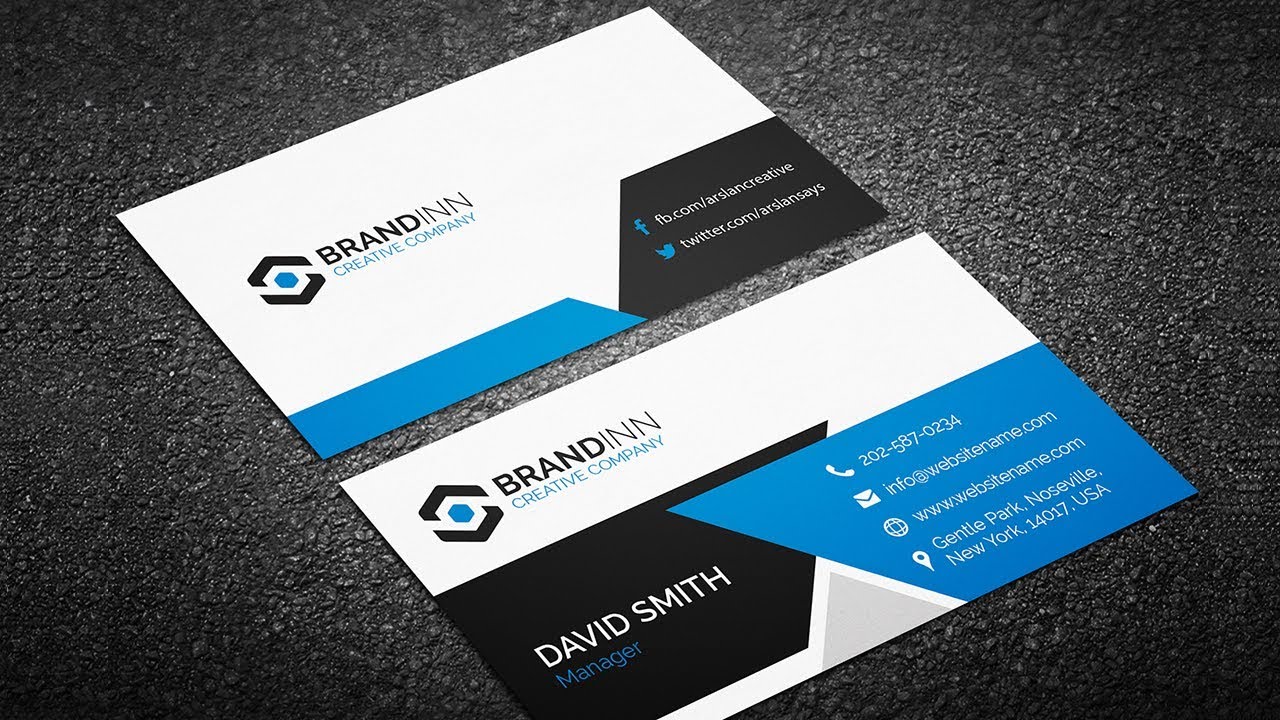 BRANDINN
CREATIVE COMPANY
fb.com/arslancreative
twitter.com/arslansays
BRANDINN
CREATIVE COMPANY
202-587-0234
info@websitename.com
www.websitename.com
Gentle Park, Noseville,
New York, 14017, USA
DAVID SMITH
Manager